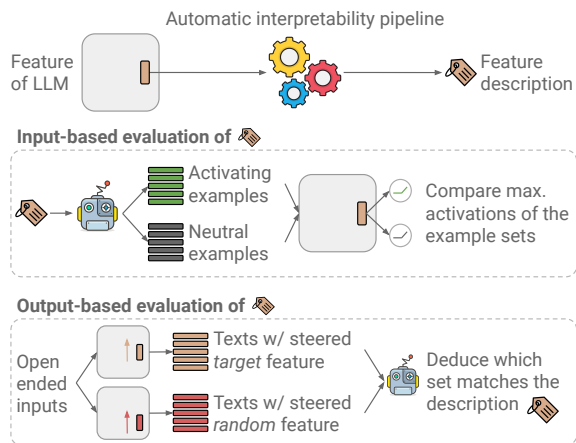 Automatic interpretability pipeline
Feature
of LLM
Feature
description
Input-based evaluation of
Activating
examples
Neutral
examples
Compare max.
activations of the
example sets
Output-based evaluation of
Open
ended
inputs
Texts w/ steered
target feature
Texts w/ steered
random feature
Deduce which
set matches the
description